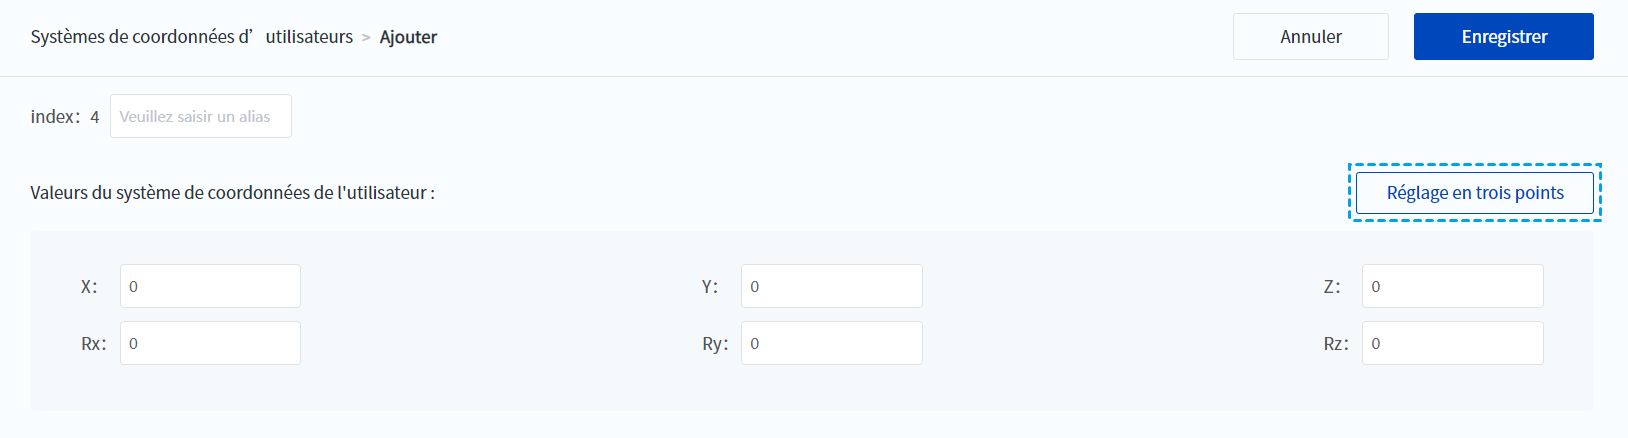 Systèmes de coordonnées d’ utilisateurs > Ajouter
Annuler
Enregistrrer
index： 4
Veuillez saisir un alias
Valeurs du système de coordonnées de l'utilisateur :
Réglage en trois points
X： 0
Y： 0
Z： 0
Rx： 0
Ry： 0
Rz： 0